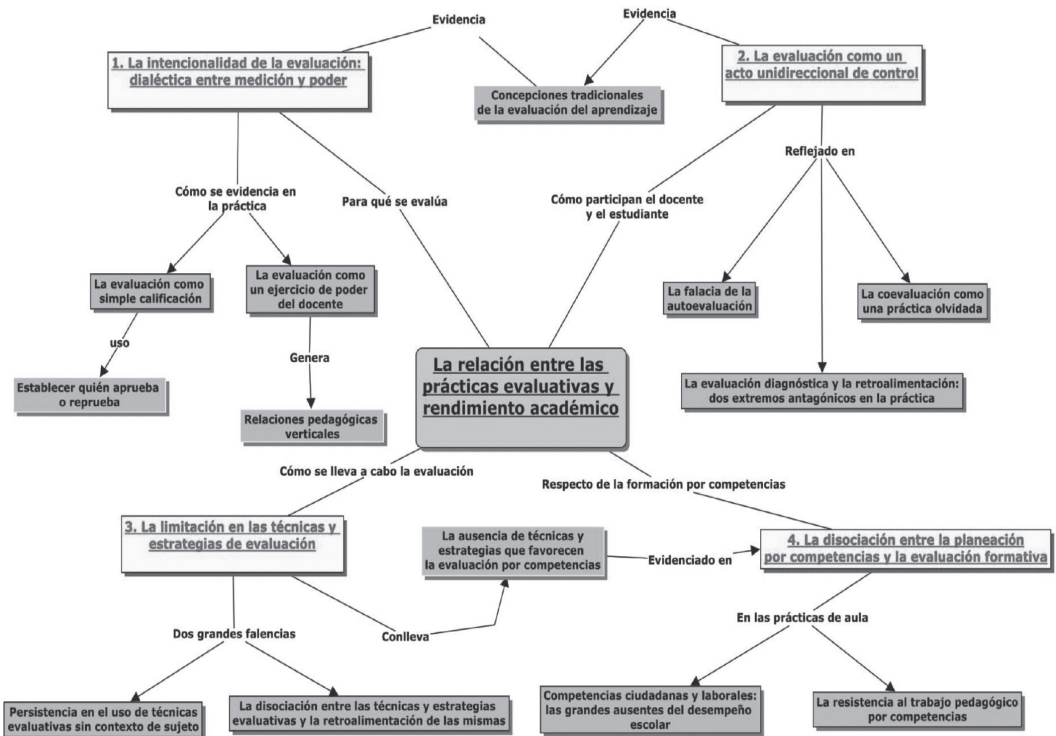 Evidencia
Evidencia
1. La intencionalidad de la evaluación:
dialéctica entre medición y poder
2. La evaluación como un
acto unidireccional de control
Concepciones tradicionales
de la evaluación del aprendizaje
Reflejado en
Cómo se evidencia en
la práctica
Para qué se evalúa
Cómo participan el docente
y el estudiante
La evaluación como
simple calificación
La evaluación como
un ejercicio de poder
del docente
La falacia de la
autoevaluación
La coevaluación como
una práctica olvidada
uso
Genera
La relación entre las
prácticas evaluativas y
rendimiento académico
Establecer quién aprueba
o reprueba
La evaluación diagnóstica y la retroalimentación:
dos extremos antagónicos en la práctica
Relaciones pedagógicas
verticales
Cómo se lleva a cabo la evaluación
Respecto de la formación por competencias
3. La limitación en las técnicas y
estrategias de evaluación
La ausencia de técnicas y
estrategias que favorecen
la evaluación por competencias
Evidenciado en
4. La disociación entre la planeación
por competencias y la evaluación formativa
Dos grandes falencias
Conlleva
En las prácticas de aula
Persistencia en el uso de técnicas
evaluativas sin contexto de sujeto
La disociación entre las técnicas y estrategias
evaluativas y la retroalimentación de las mismas
Competencias ciudadanas y laborales:
las grandes ausentes del desempeño
escolar
La resistencia al trabajo pedagógico
por competencias